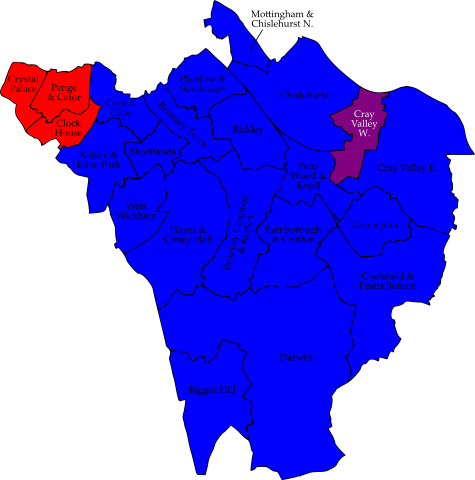 Mottingham &
Chislehurst N.
Crystal
Palace
Penge
& Cator
Clock
House
Copers
Cope
Kelsey &
Eden Park
Shortlands
Bromley Town
Plaistow &
Sundridge
Bickley
Chislehurst
Cray
Valley
W.
Cray Valley E.
Petts
Wood &
Knoll
West
Wickham
Hayes &
Coney Hall
Bromley Common
& Keston
Farnborough
& Crofton
Orpington
Chelsfield &
Pratts Bottom
Darwin
Biggin Hill